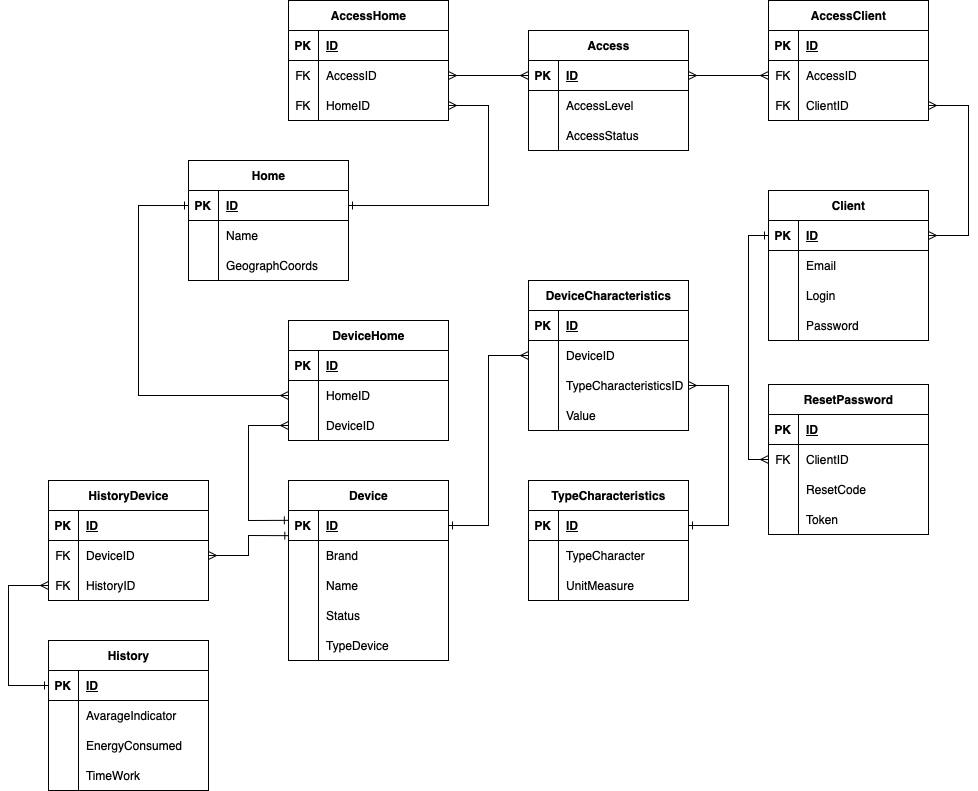 AccessHome
PK ID
FK AccessID
FK HomeID
Access
PK ID
AccessLevel
AccessStatus
AccessClient
PK ID
FK AccessID
FK ClientID
Home
PK ID
Name
GeographCoords
Client
PK ID
Email
Login
Password
DeviceCharacteristics
PK ID
DeviceID
TypeCharacteristicsID
Value
DeviceHome
PK ID
HomeID
DeviceID
ResetPassword
PK ID
FK ClientID
ResetCode
Token
HistoryDevice
PK ID
FK DeviceID
FK HistoryID
Device
PK ID
Brand
Name
Status
TypeDevice
TypeCharacteristics
PK ID
TypeCharacter
UnitMeasure
History
PK ID
AvarageIndicator
EnergyConsumed
TimeWork